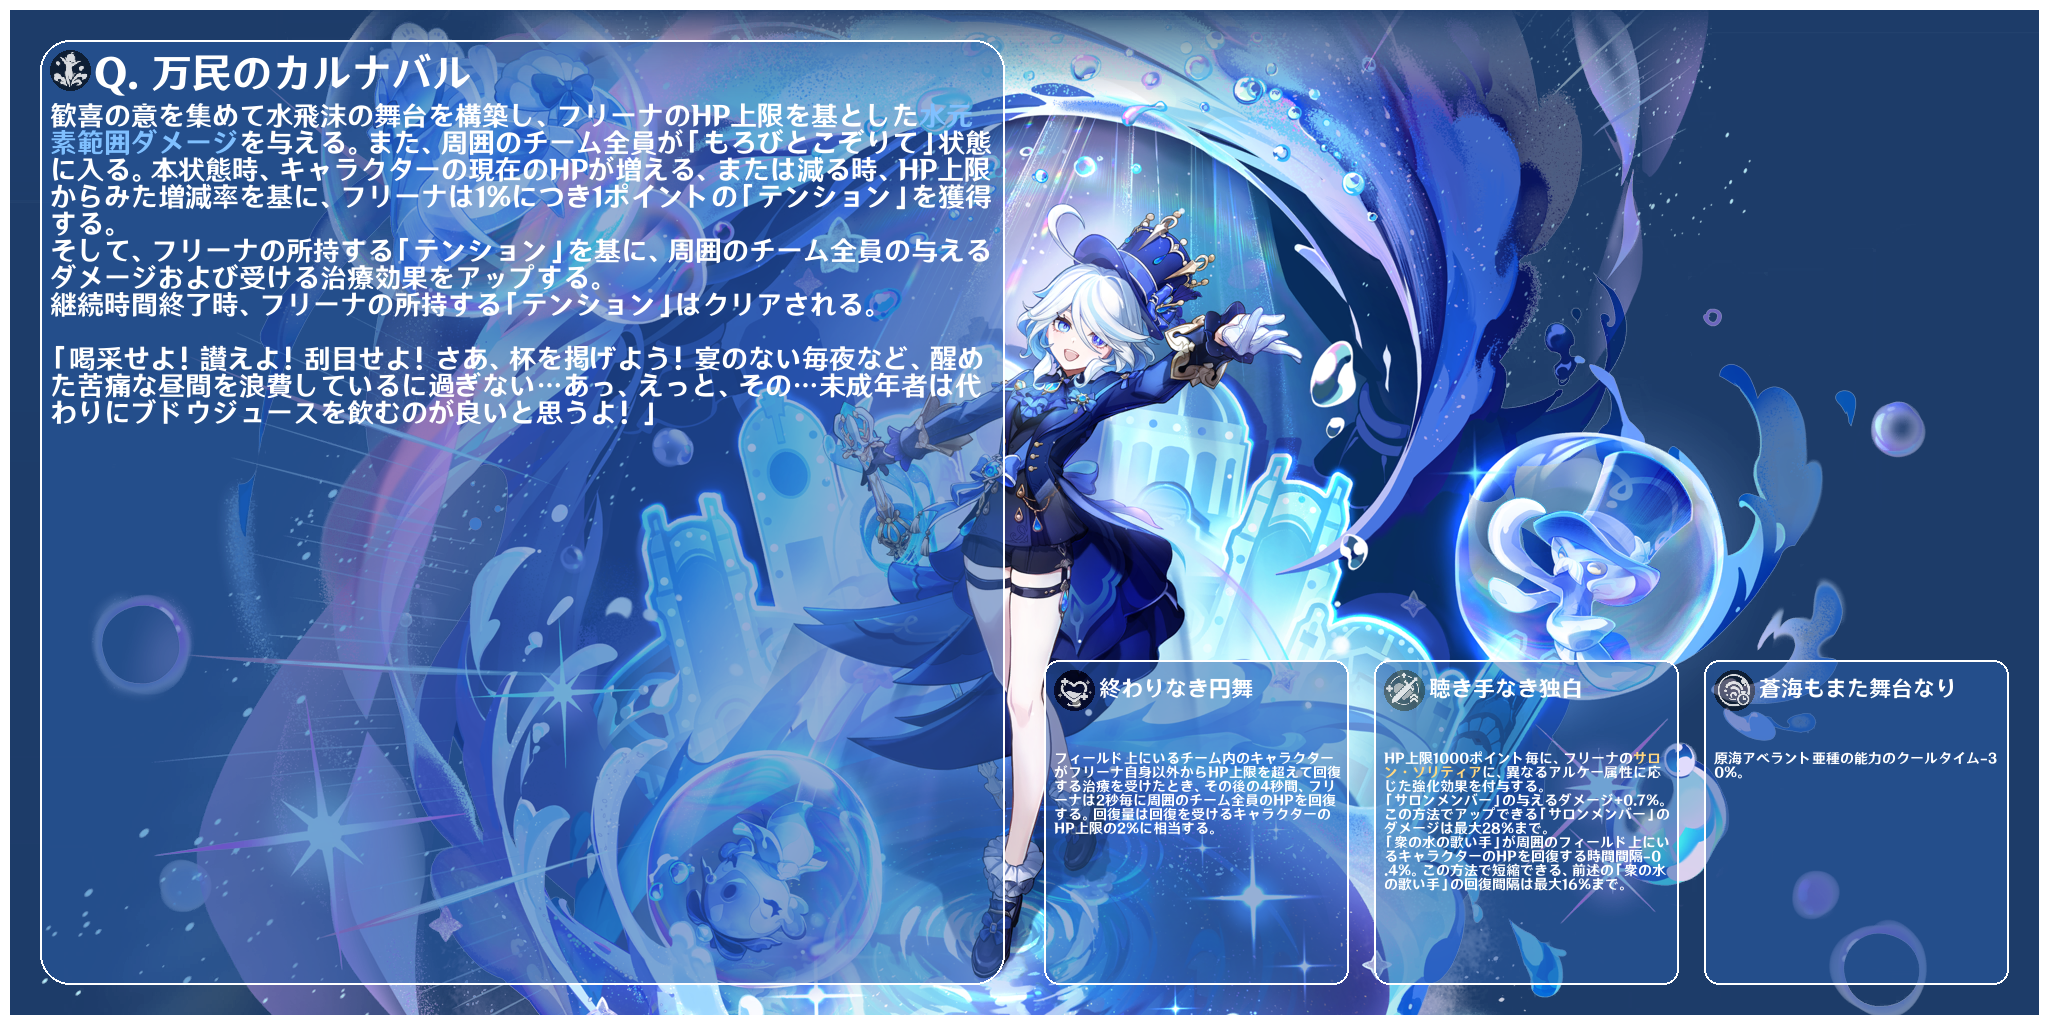 Q. 万民のカルナバル
歓喜の意を集めて水飛沫の舞台を構築し、フリーナのHP上限を基とした水元
素範囲ダメージを与える。また、周囲のチーム全員が「もろびとこぞりて」状態
に入る。本状態時、キャラクターの現在のHPが増える、または減る時、HP上限
からみた増減率を基に、フリーナは1%につき1ポイントの「テンション」を獲得
する。
そして、フリーナの所持する「テンション」を基に、周囲のチーム全員の与える
ダメージおよび受ける治療効果をアップする。
継続時間終了時、フリーナの所持する「テンション」はクリアされる。
「喝采せよ！讃えよ！刮目せよ！さあ、杯を掲げよう！宴のない毎夜など、醒め
た苦痛な昼間を浪費しているに過ぎない…あっ、えっと、その…未成年者は代
わりにブドウジュースを飲むのが良いと思うよ！」
終わりなき円舞
フィールド上にいるチーム内のキャラクター
がフリーナ自身以外からHP上限を超えて回復
する治療を受けたとき、その後の4秒間、フリ
ーナは2秒毎に周囲のチーム全員のHPを回復
する。回復量は回復を受けるキャラクターの
HP上限の2%に相当する。
聴き手なき独白
HP上限1000ポイント毎に、フリーナのサロ
ン・ソリティアに、異なるアルケー属性に応
じた強化効果を付与する。
「サロンメンバー」の与えるダメージ+0.7%。
この方法でアップできる「サロンメンバー」の
ダメージは最大28%まで。
「衆の水の歌い手」が周囲のフィールド上にい
るキャラクターのHPを回復する時間間隔-0
.4%。この方法で短縮できる、前述の「衆の水
の歌い手」の回復間隔は最大16%まで。
蒼海もまた舞台なり
原海アベラント亜種の能力のクールタイム-3
0%。